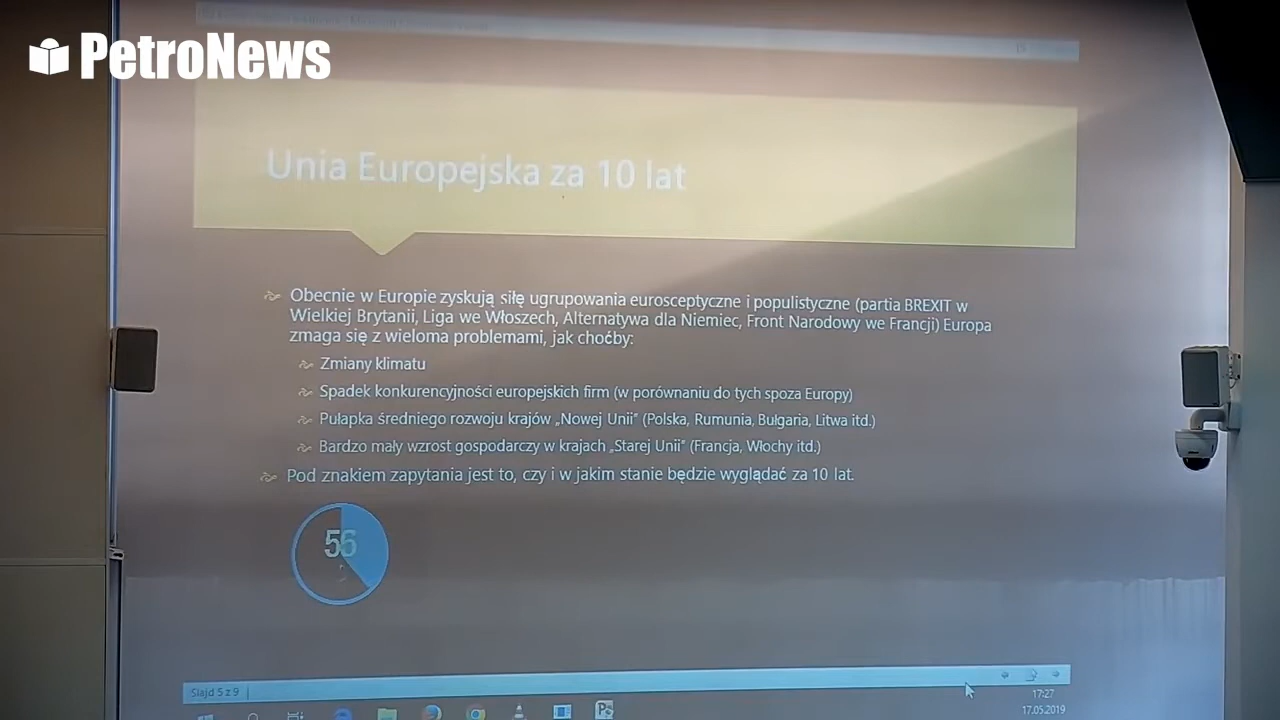 PetroNews
15
Unia Europejska za 10 lat
Obecnie w Europie zyskują siłę ugrupowania eurosceptyczne i populistyczne (partia BREXIT w
Wielkiej Brytanii, Liga we Włoszech, Alternatywa dla Niemiec, Front Narodowy we Francji) Europa
zmaga się z wieloma problemami, jak choćby:
Zmiany klimatu
Spadek konkurencyjności europejskich firm (w porównaniu do tych spoza Europy)
Pułapka średniego rozwoju krajów „Nowej Unii” (Polska, Rumunia, Bułgaria, Litwa itd.)
Bardzo mały wzrost gospodarczy w krajach „Starej Unii” (Francja, Włochy itd.)
Pod znakiem zapytania jest to, czy i w jakim stanie będzie wyglądać za 10 lat.
56
Slajd 5 z 9
17:27
17.05.2019